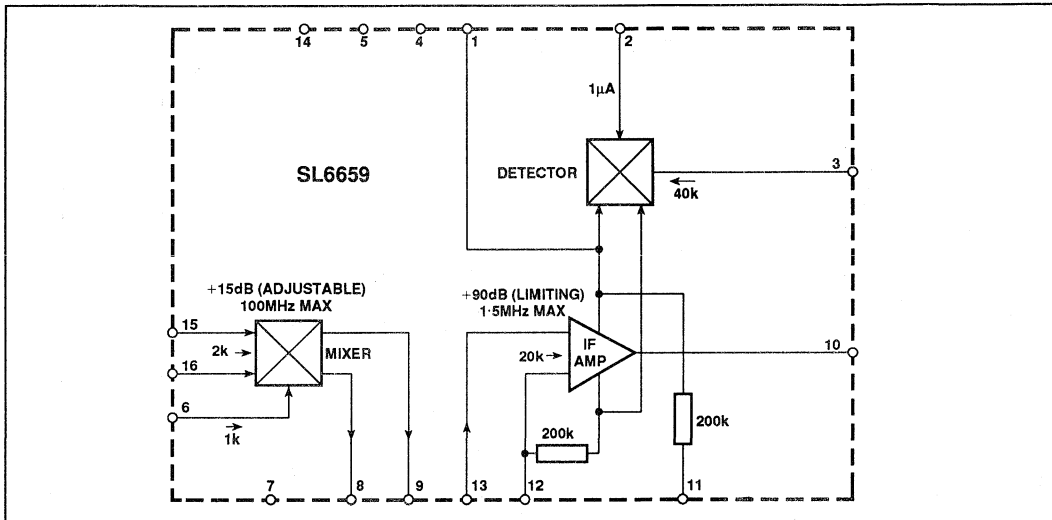 14
5
4
1
2
1µA
SL6659
DETECTOR
3
40k
+15dB (ADJUSTABLE)
100MHz MAX
+90dB (LIMITING)
1·5MHz MAX
15
2k
MIXER
16
20k
IF
AMP
10
6
1k
200k
200k
7
8
9
13
12
11